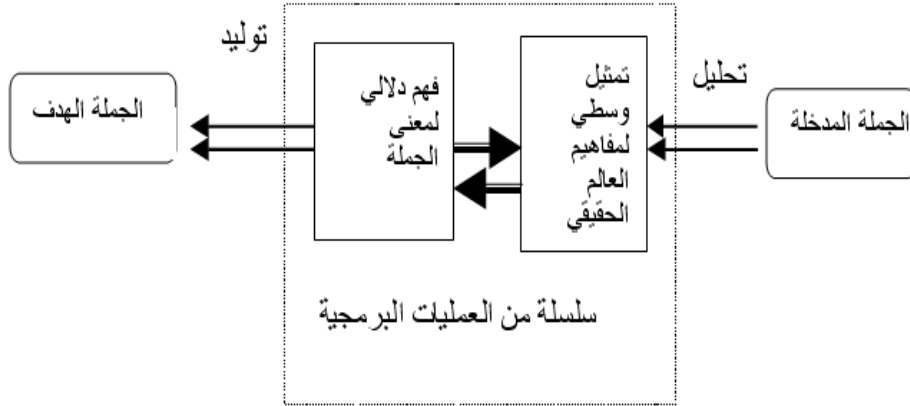 الجملة المدخلة
تحليل
تمثيل
وسطي
لمفاهيم
العالم
الحقيقي
فهم دلالي
لمعنى
الجملة
توليد
الجملة الهدف
سلسلة من العمليات البرمجية